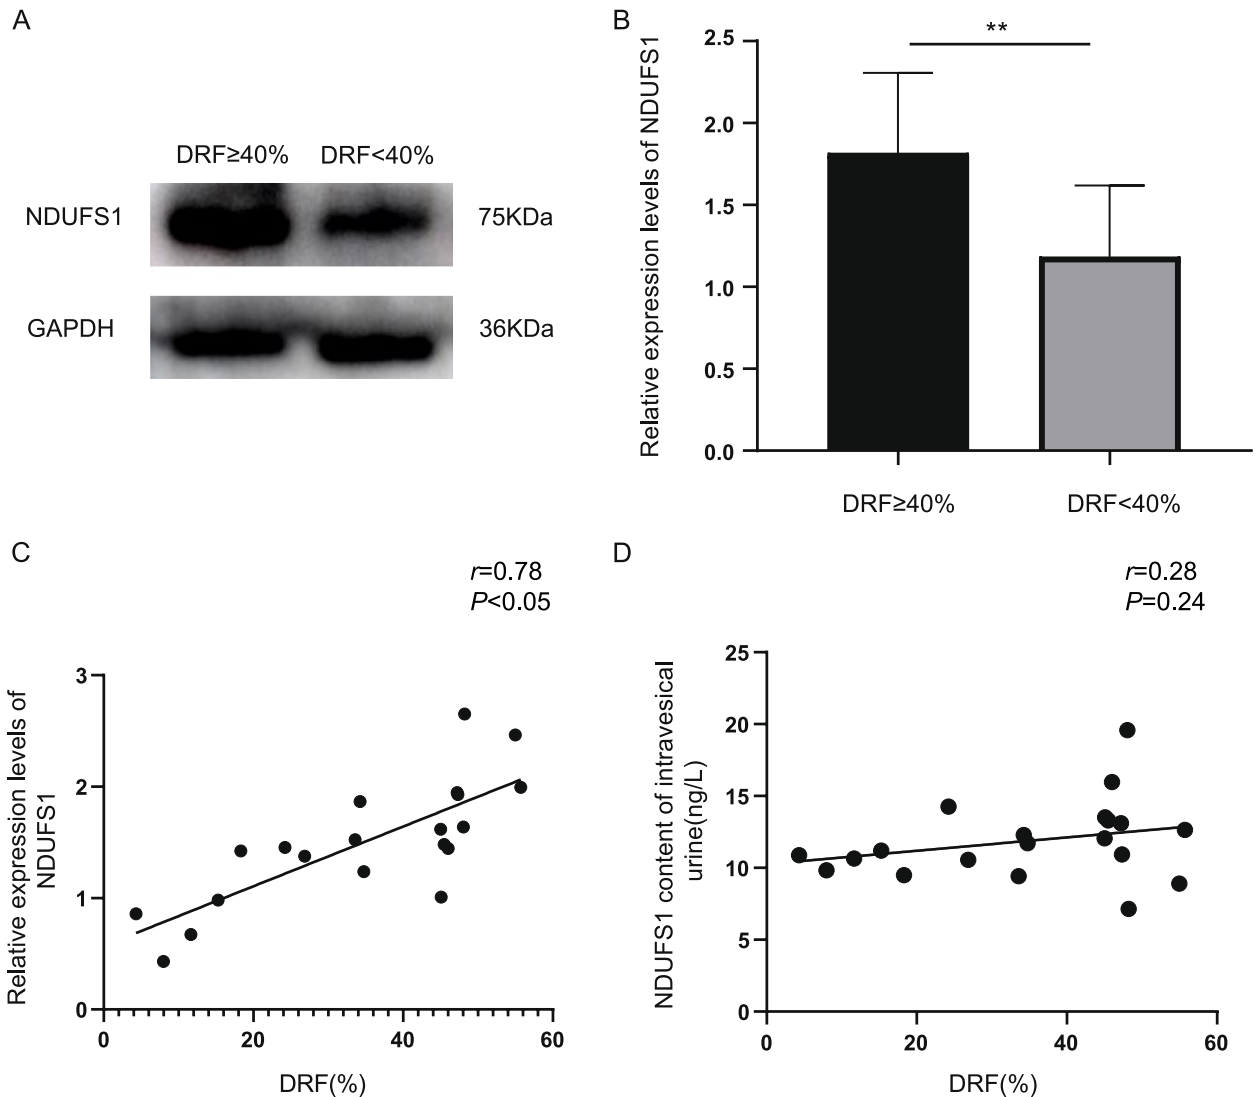 A
DRF≥40% DRF<40%
NDUFS1 75KDa
GAPDH 36KDa
B
**
Relative expression levels of NDUFS1
2.5
2.0
1.5
1.0
0.5
0.0
DRF≥40% DRF<40%
C
r=0.78
P<0.05
Relative expression levels of
NDUFS1
3
2
1
0
0 20 40 60
DRF(%)
D
r=0.28
P=0.24
NDUFS1 content of intravesical
urine(ng/L)
25
20
15
10
5
0
0 20 40 60
DRF(%)